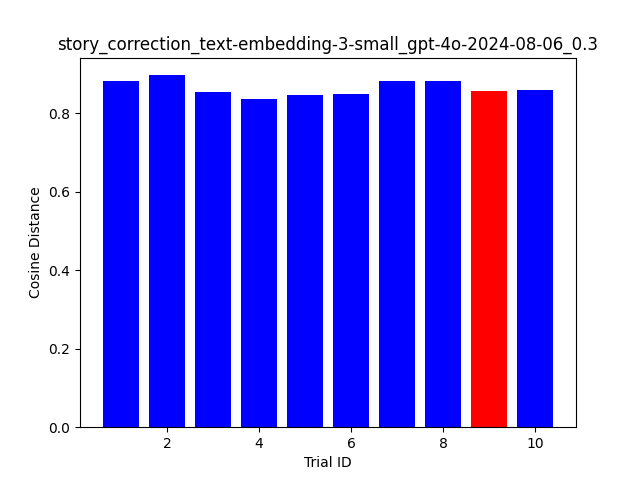 story_correction_text-embedding-3-small_gpt-4o-2024-08-06_0.3
Cosine Distance
0.8
0.6
0.4
0.2
0.0
2 4 6 8 10
Trial ID